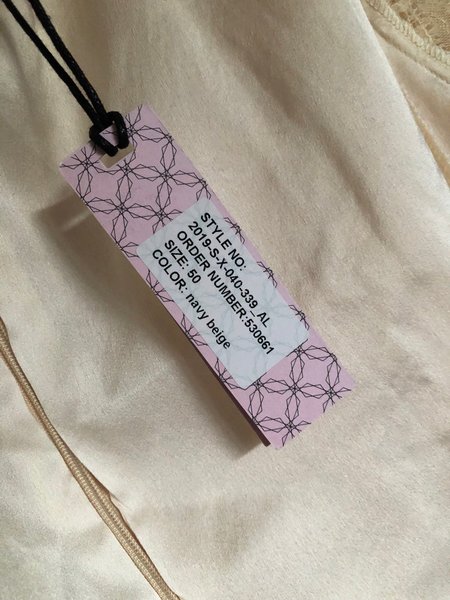 STYLE NO:
2019-S-X-040-339_AL
ORDER NUMBER:530661
SIZE: 50
COLOR: navy beige